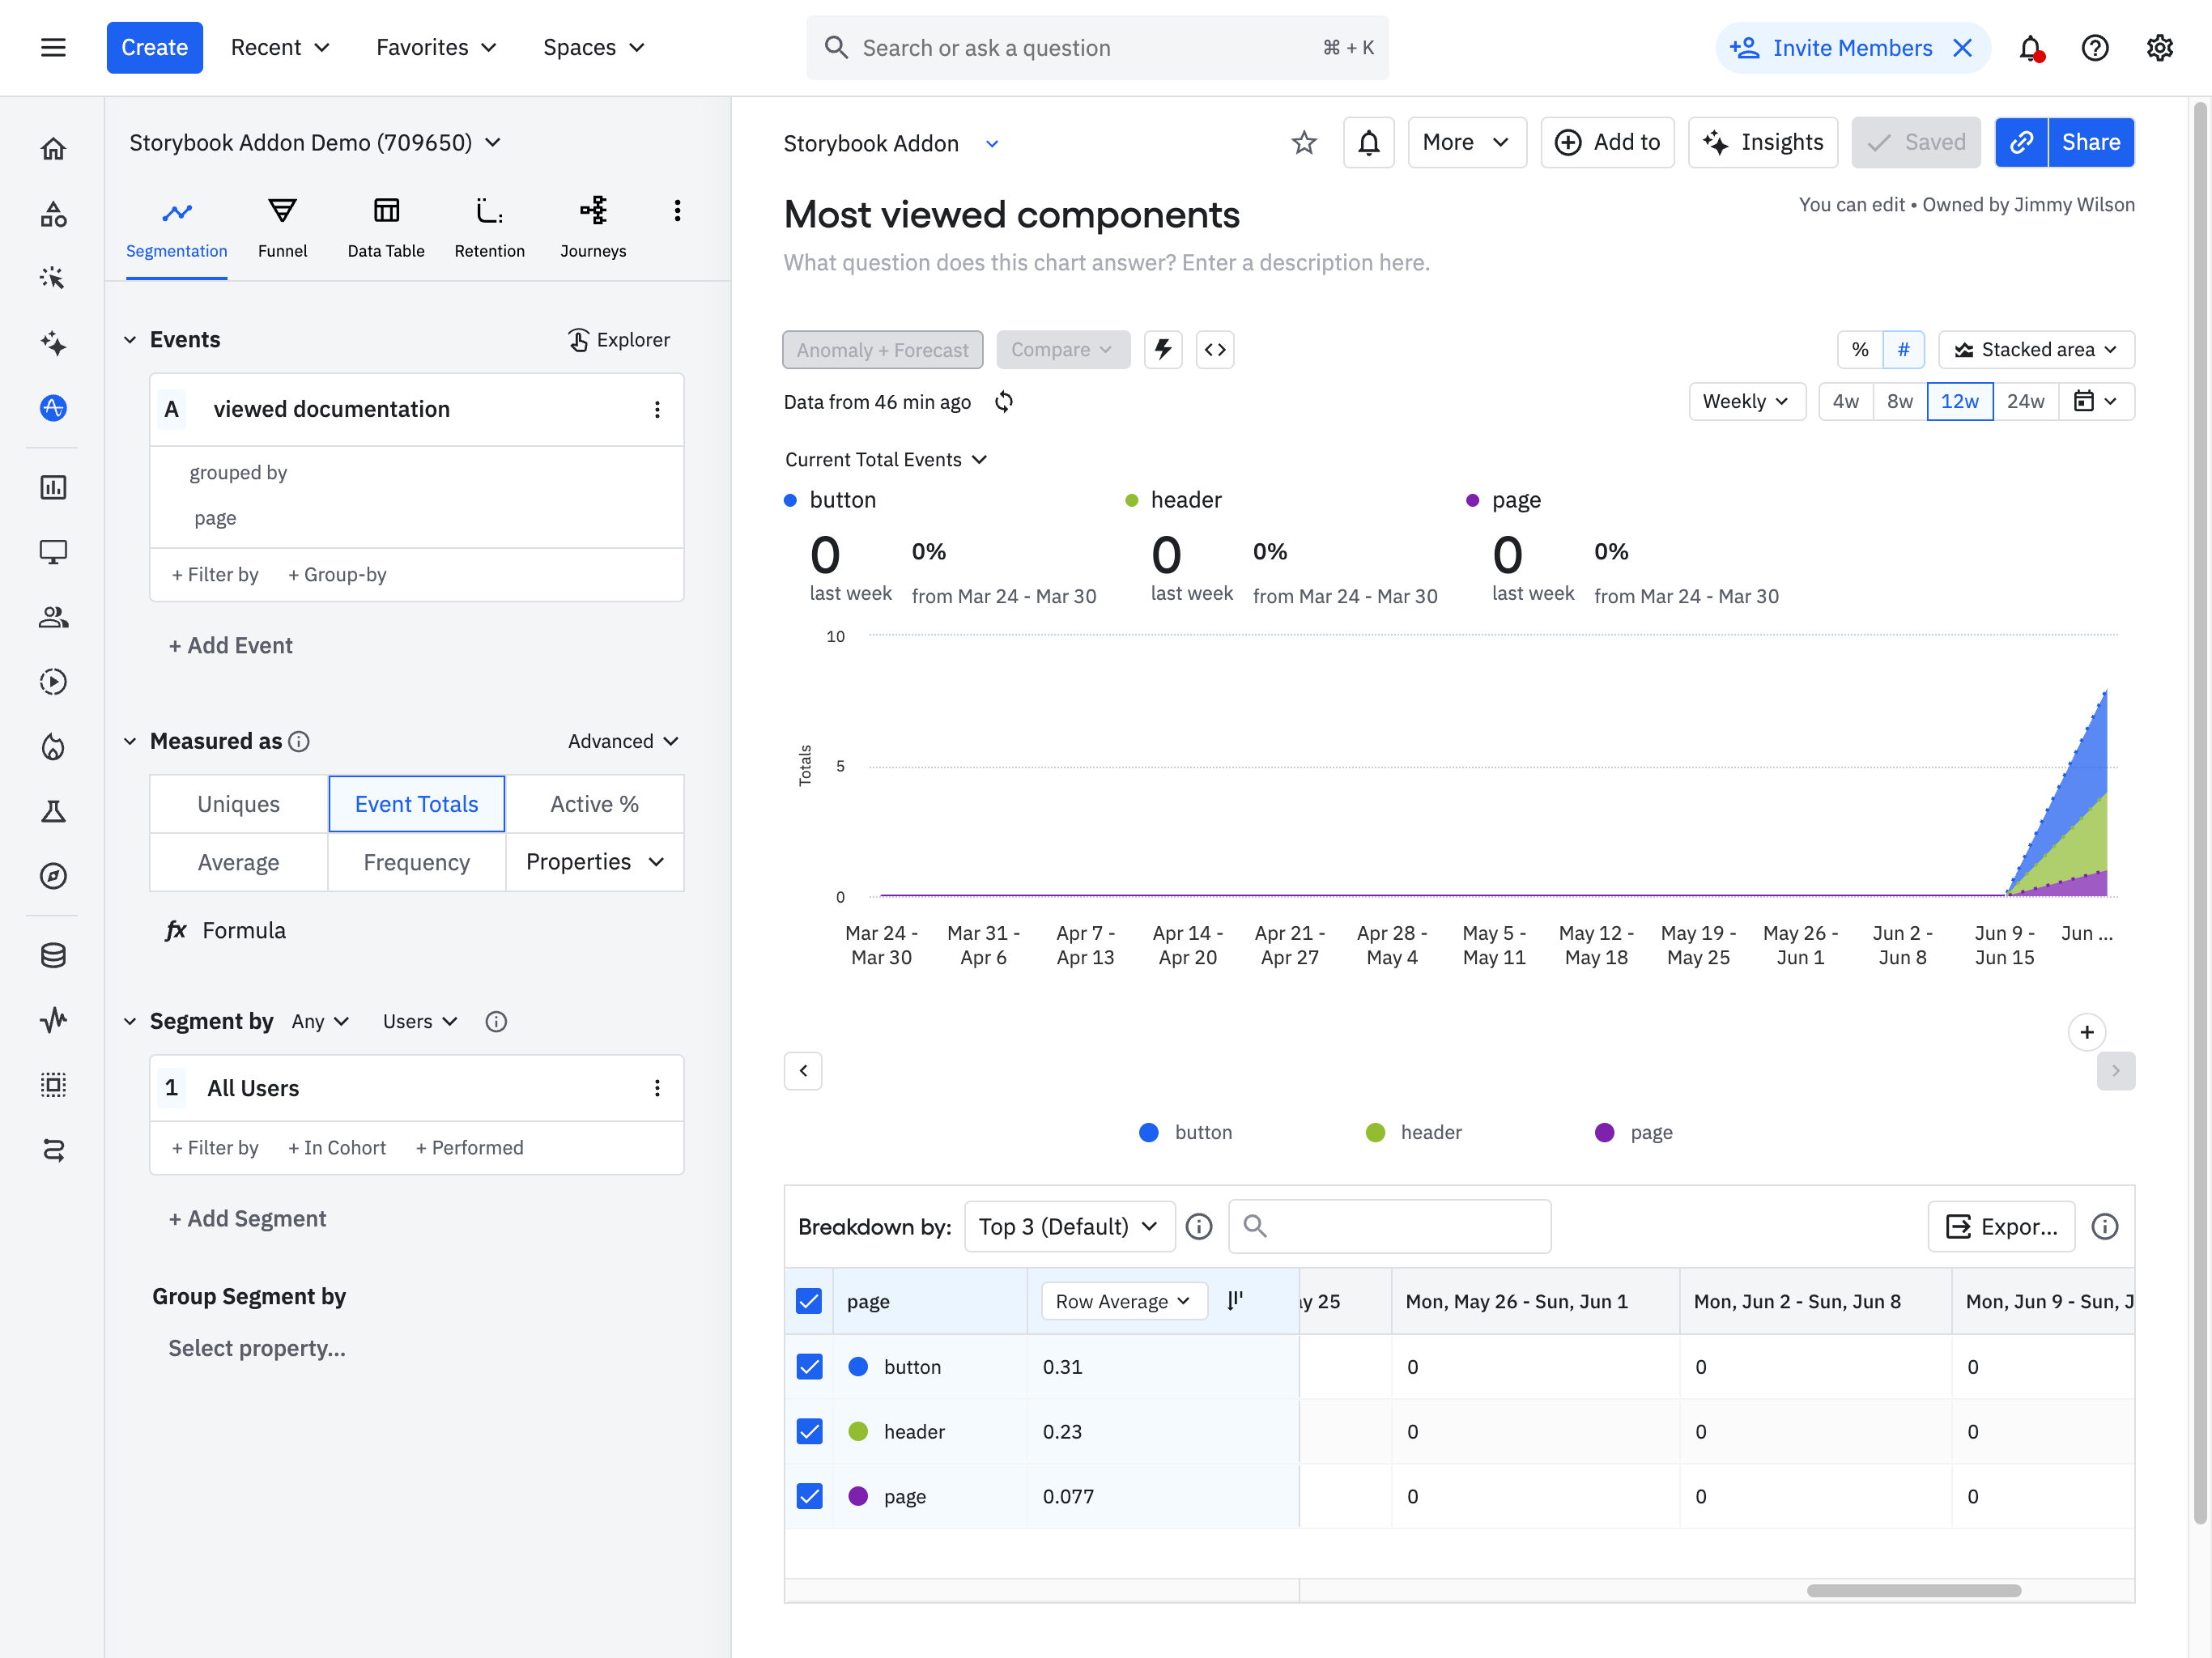 Create
Recent
Favorites
Spaces
Search or ask a question
⌘ + K
Invite Members
Storybook Addon Demo (709650)
Segmentation
Funnel
Data Table
Retention
Journeys
Events
Explorer
A
viewed documentation
grouped by
page
+ Filter by
+ Group-by
+ Add Event
Measured as
Advanced
Uniques
Event Totals
Active %
Average
Frequency
Properties
fx Formula
Segment by
Any
Users
1
All Users
+ Filter by
+ In Cohort
+ Performed
+ Add Segment
Group Segment by
Select property...
Storybook Addon
More
Add to
Insights
Saved
Share
Most viewed components
You can edit • Owned by Jimmy Wilson
What question does this chart answer? Enter a description here.
Anomaly + Forecast
Compare
%
#
Stacked area
Data from 46 min ago
Weekly
4w
8w
12w
24w
Current Total Events
button
0
last week
0%
from Mar 24 - Mar 30
header
0
last week
0%
from Mar 24 - Mar 30
page
0
last week
0%
from Mar 24 - Mar 30
Totals
10
5
0
Mar 24 -
Mar 30
Mar 31 -
Apr 6
Apr 7 -
Apr 13
Apr 14 -
Apr 20
Apr 21 -
Apr 27
Apr 28 -
May 4
May 5 -
May 11
May 12 -
May 18
May 19 -
May 25
May 26 -
Jun 1
Jun 2 -
Jun 8
Jun 9 -
Jun 15
Jun ...
button
header
page
Breakdown by:
Top 3 (Default)
Expor...
page
Row Average
y 25
Mon, May 26 - Sun, Jun 1
Mon, Jun 2 - Sun, Jun 8
Mon, Jun 9 - Sun, J
button
0.31
0
0
0
header
0.23
0
0
0
page
0.077
0
0
0